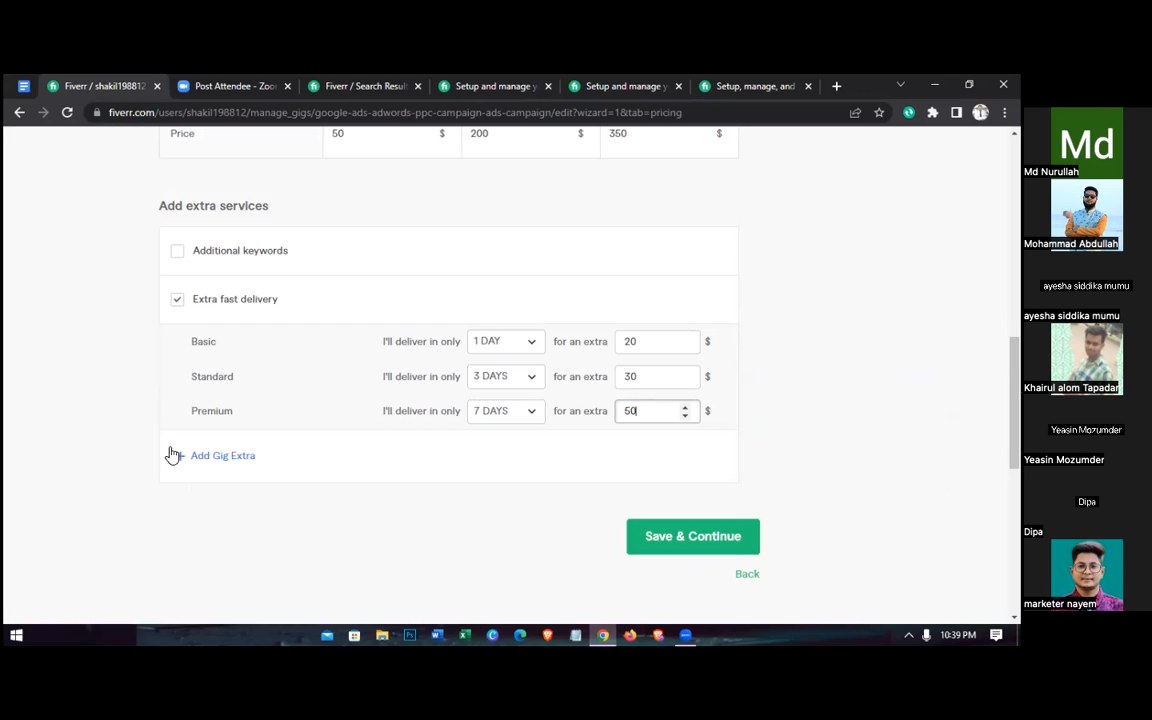 Fiverr / shakil198812
Post Attendee - Zoo
Fiverr / Search Resul
Setup and manage y
Setup and manage y
Setup, manage, and
fiverr.com/users/shakil198812/manage_gigs/google-ads-adwords-ppc-campaign-ads-campaign/edit?wizard=1&tab=pricing
Price 50 $ 200 $ 350 $
Add extra services
Additional keywords
Extra fast delivery
Basic I'll deliver in only 1 DAY for an extra 20 $
Standard I'll deliver in only 3 DAYS for an extra 30 $
Premium I'll deliver in only 7 DAYS for an extra 50 $
+ Add Gig Extra
Save & Continue
Back
10:39 PM
Md
Md Nurullah
Mohammad Abdullah
ayesha siddika mumu
ayesha siddika mumu
Khairul alom Tapadar
Yeasin Mozumder
Yeasin Mozumder
Dipa
Dipa
marketer nayem